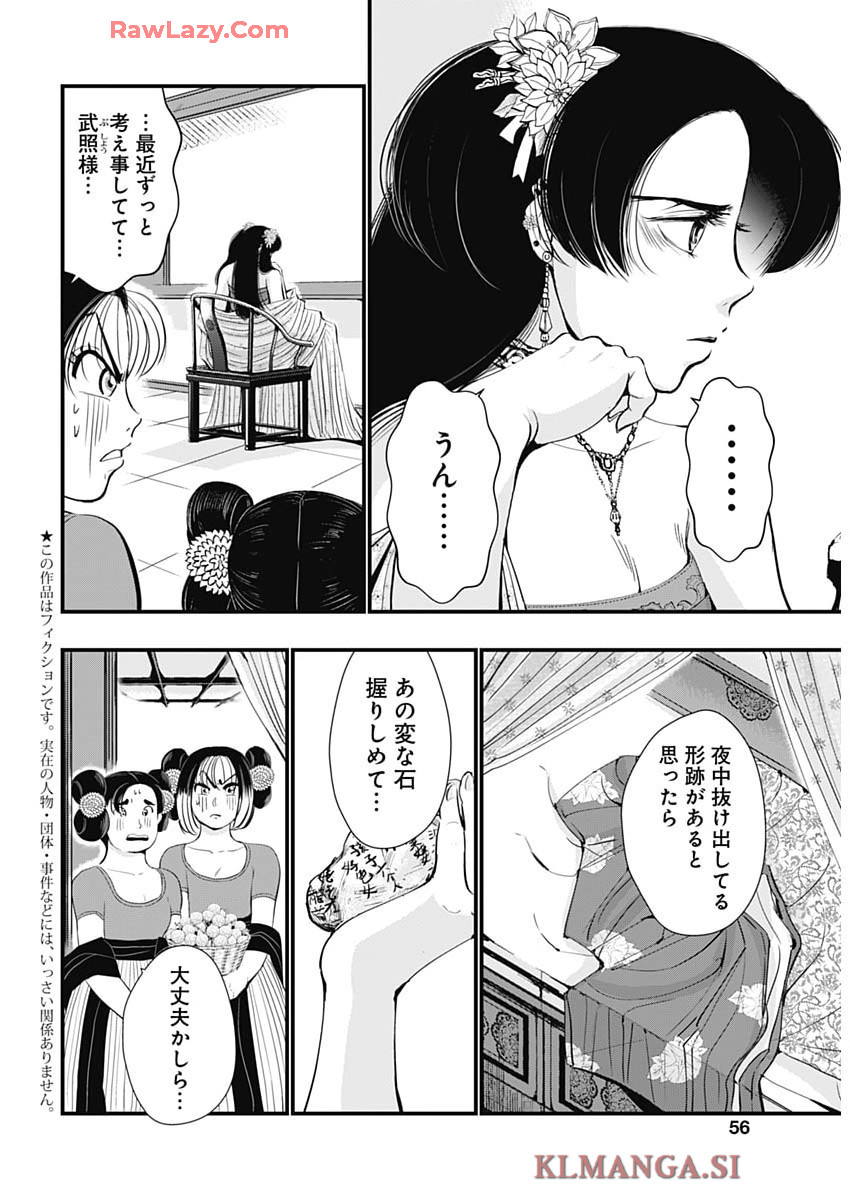 RawLazy.Com
‥‥‥
うん‥‥‥
…最近ずっと
考え事してて…
武照様…
ぶしょう
夜中抜け出してる
形跡があると
思ったら
あの変な石
握りしめて…
大丈夫かしら…
★この作品はフィクションです。実在の人物・団体・事件などには、いっさい関係ありません。
56
KLMANGA.SI